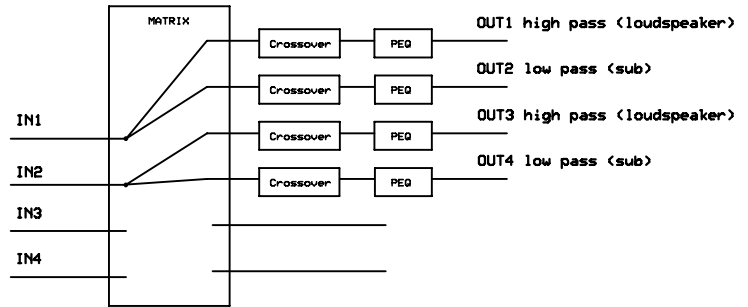 MATRIX
OUT1 high pass (loudspeaker)
Crossover PEQ
OUT2 low pass (sub)
Crossover PEQ
OUT3 high pass (loudspeaker)
IN1
Crossover PEQ
OUT4 low pass (sub)
IN2
Crossover PEQ
IN3
IN4